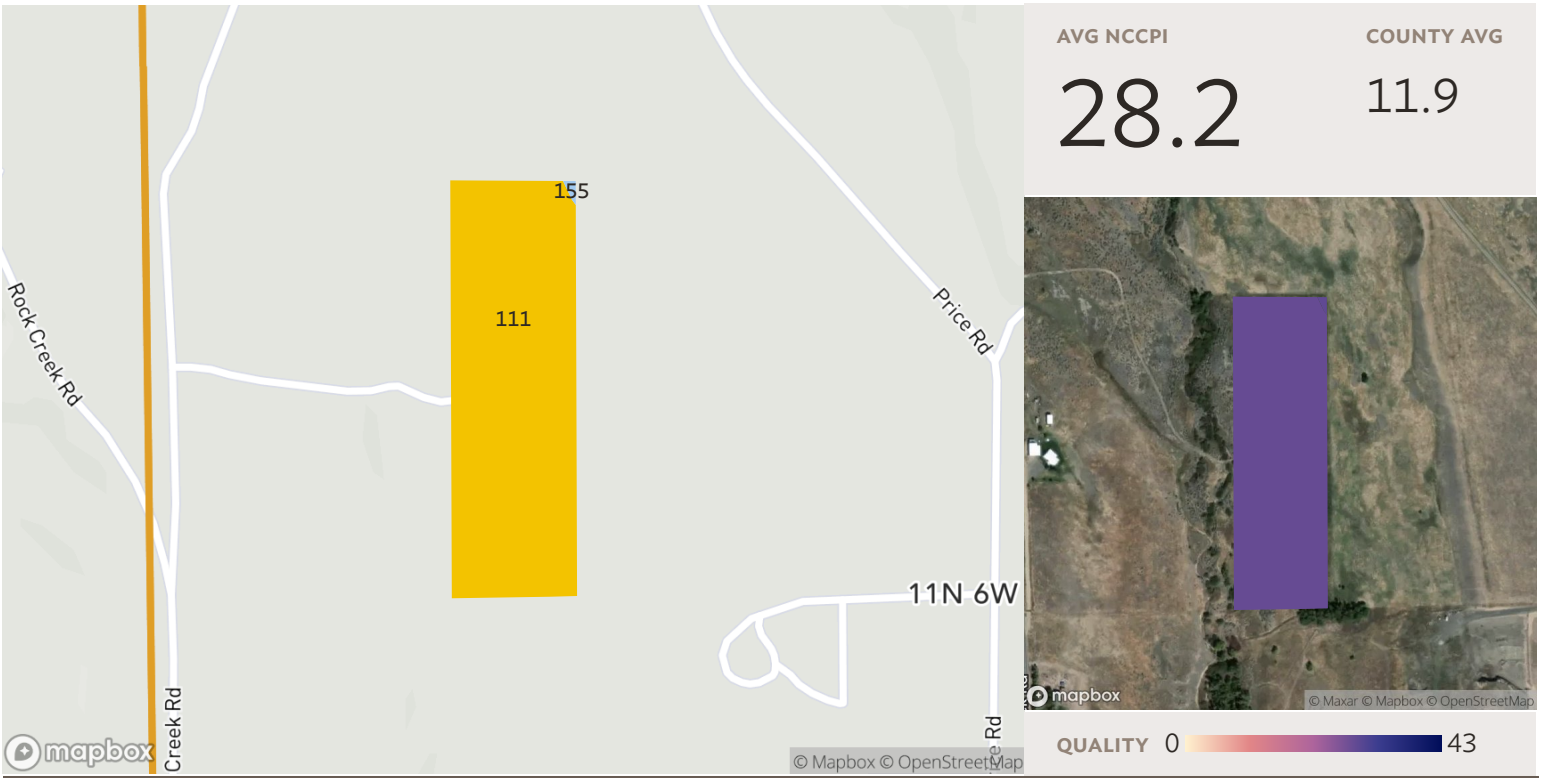 155
111
Rock Creek Rd
Price Rd
11N 6W
Creek Rd
Rd
mapbox
© Mapbox © OpenStreetMap
AVG NCCPI
COUNTY AVG
28.2
11.9
mapbox
© Maxar © Mapbox © OpenStreetMap
QUALITY 0 43